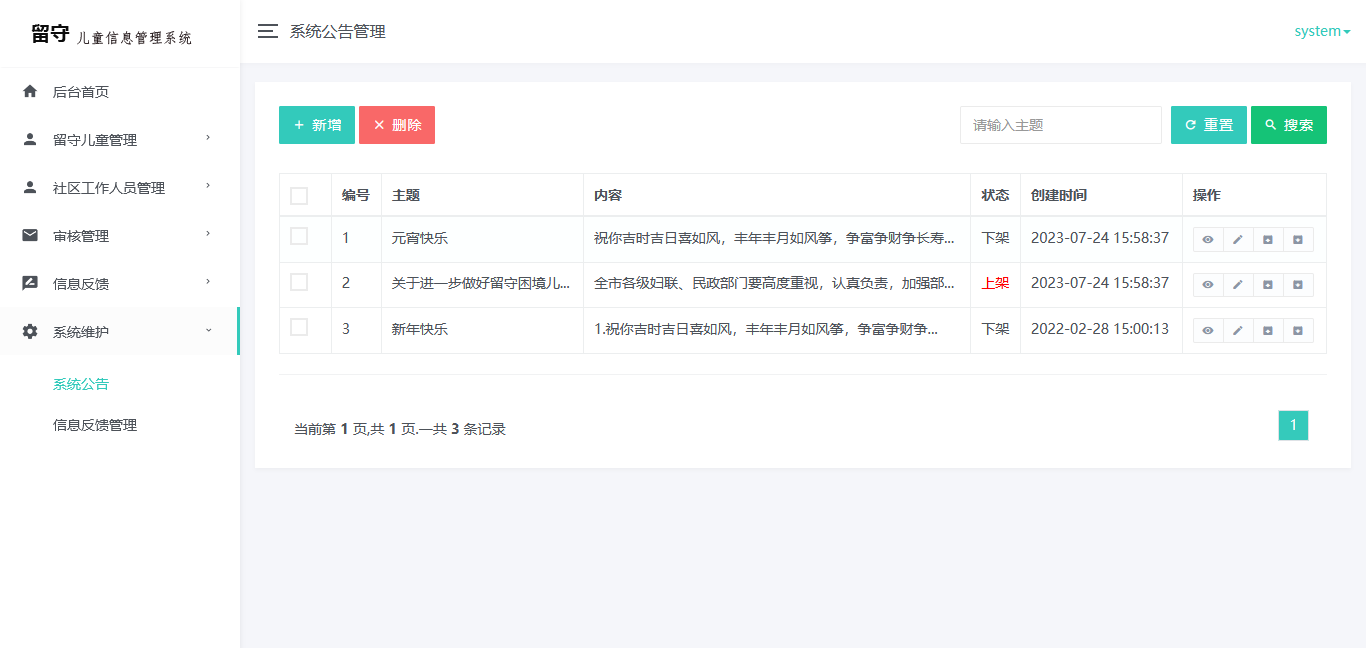 留守 儿童信息管理系统
系统公告管理
system
后台首页
留守儿童管理
社区工作人员管理
审核管理
信息反馈
系统维护
系统公告
信息反馈管理
+ 新增
× 删除
请输入主题
重置
搜索
编号 主题 内容 状态 创建时间 操作
1 元宵快乐 祝你吉时吉日喜如风，丰年丰月如风筝，争富争财争长寿... 下架 2023-07-24 15:58:37
2 关于进一步做好留守困境儿... 全市各级妇联、民政部门要高度重视，认真负责，加强部... 上架 2023-07-24 15:58:37
3 新年快乐 1.祝你吉时吉日喜如风，丰年丰月如风筝，争富争财争... 下架 2022-02-28 15:00:13
当前第 1 页,共 1 页.—共 3 条记录
1